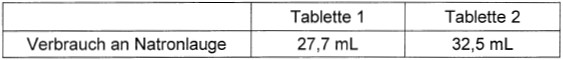 Tablette 1 Tablette 2
Verbrauch an Natronlauge 27,7 mL 32,5 mL